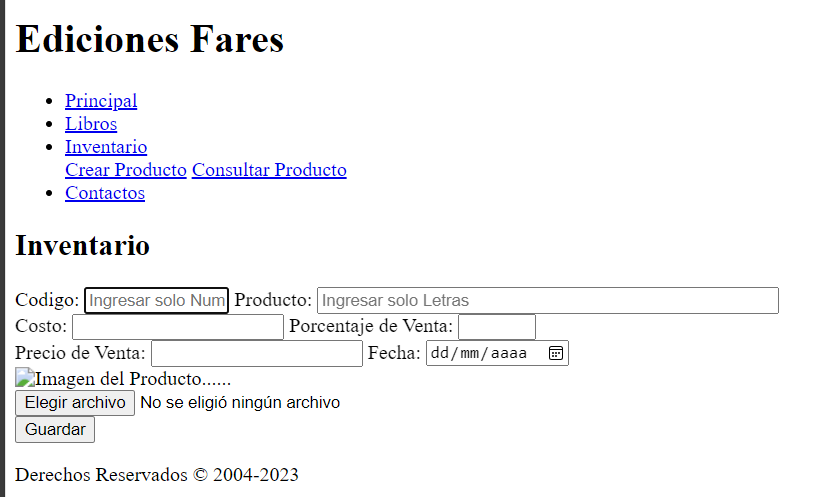 Ediciones Fares
Principal
Libros
Inventario
Crear Producto Consultar Producto
Contactos
Inventario
Codigo: Ingresar solo Num Producto: Ingresar solo Letras
Costo: Porcentaje de Venta:
Precio de Venta: Fecha: dd/mm/aaaa
Imagen del Producto......
Elegir archivo No se eligió ningún archivo
Guardar
Derechos Reservados © 2004-2023